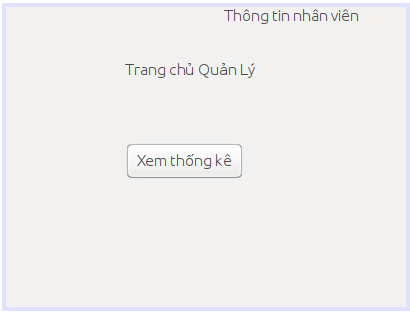 Thông tin nhân viên
Trang chủ Quản Lý
Xem thống kê